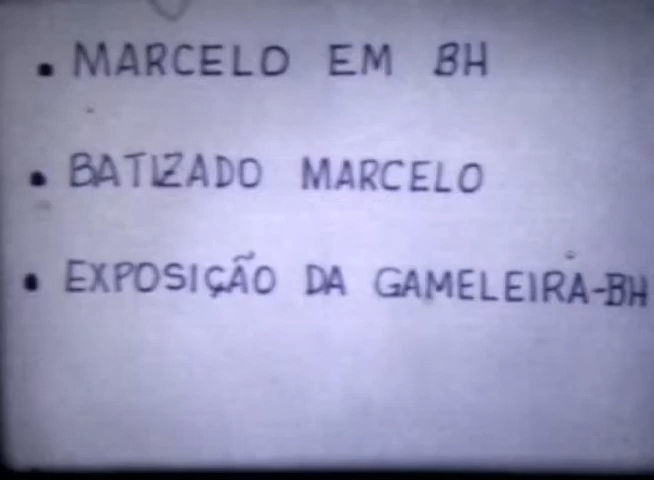 • MARCELO EM BH
• BATIZADO MARCELO
• EXPOSIÇÃO DA GAMELEIRA-BH